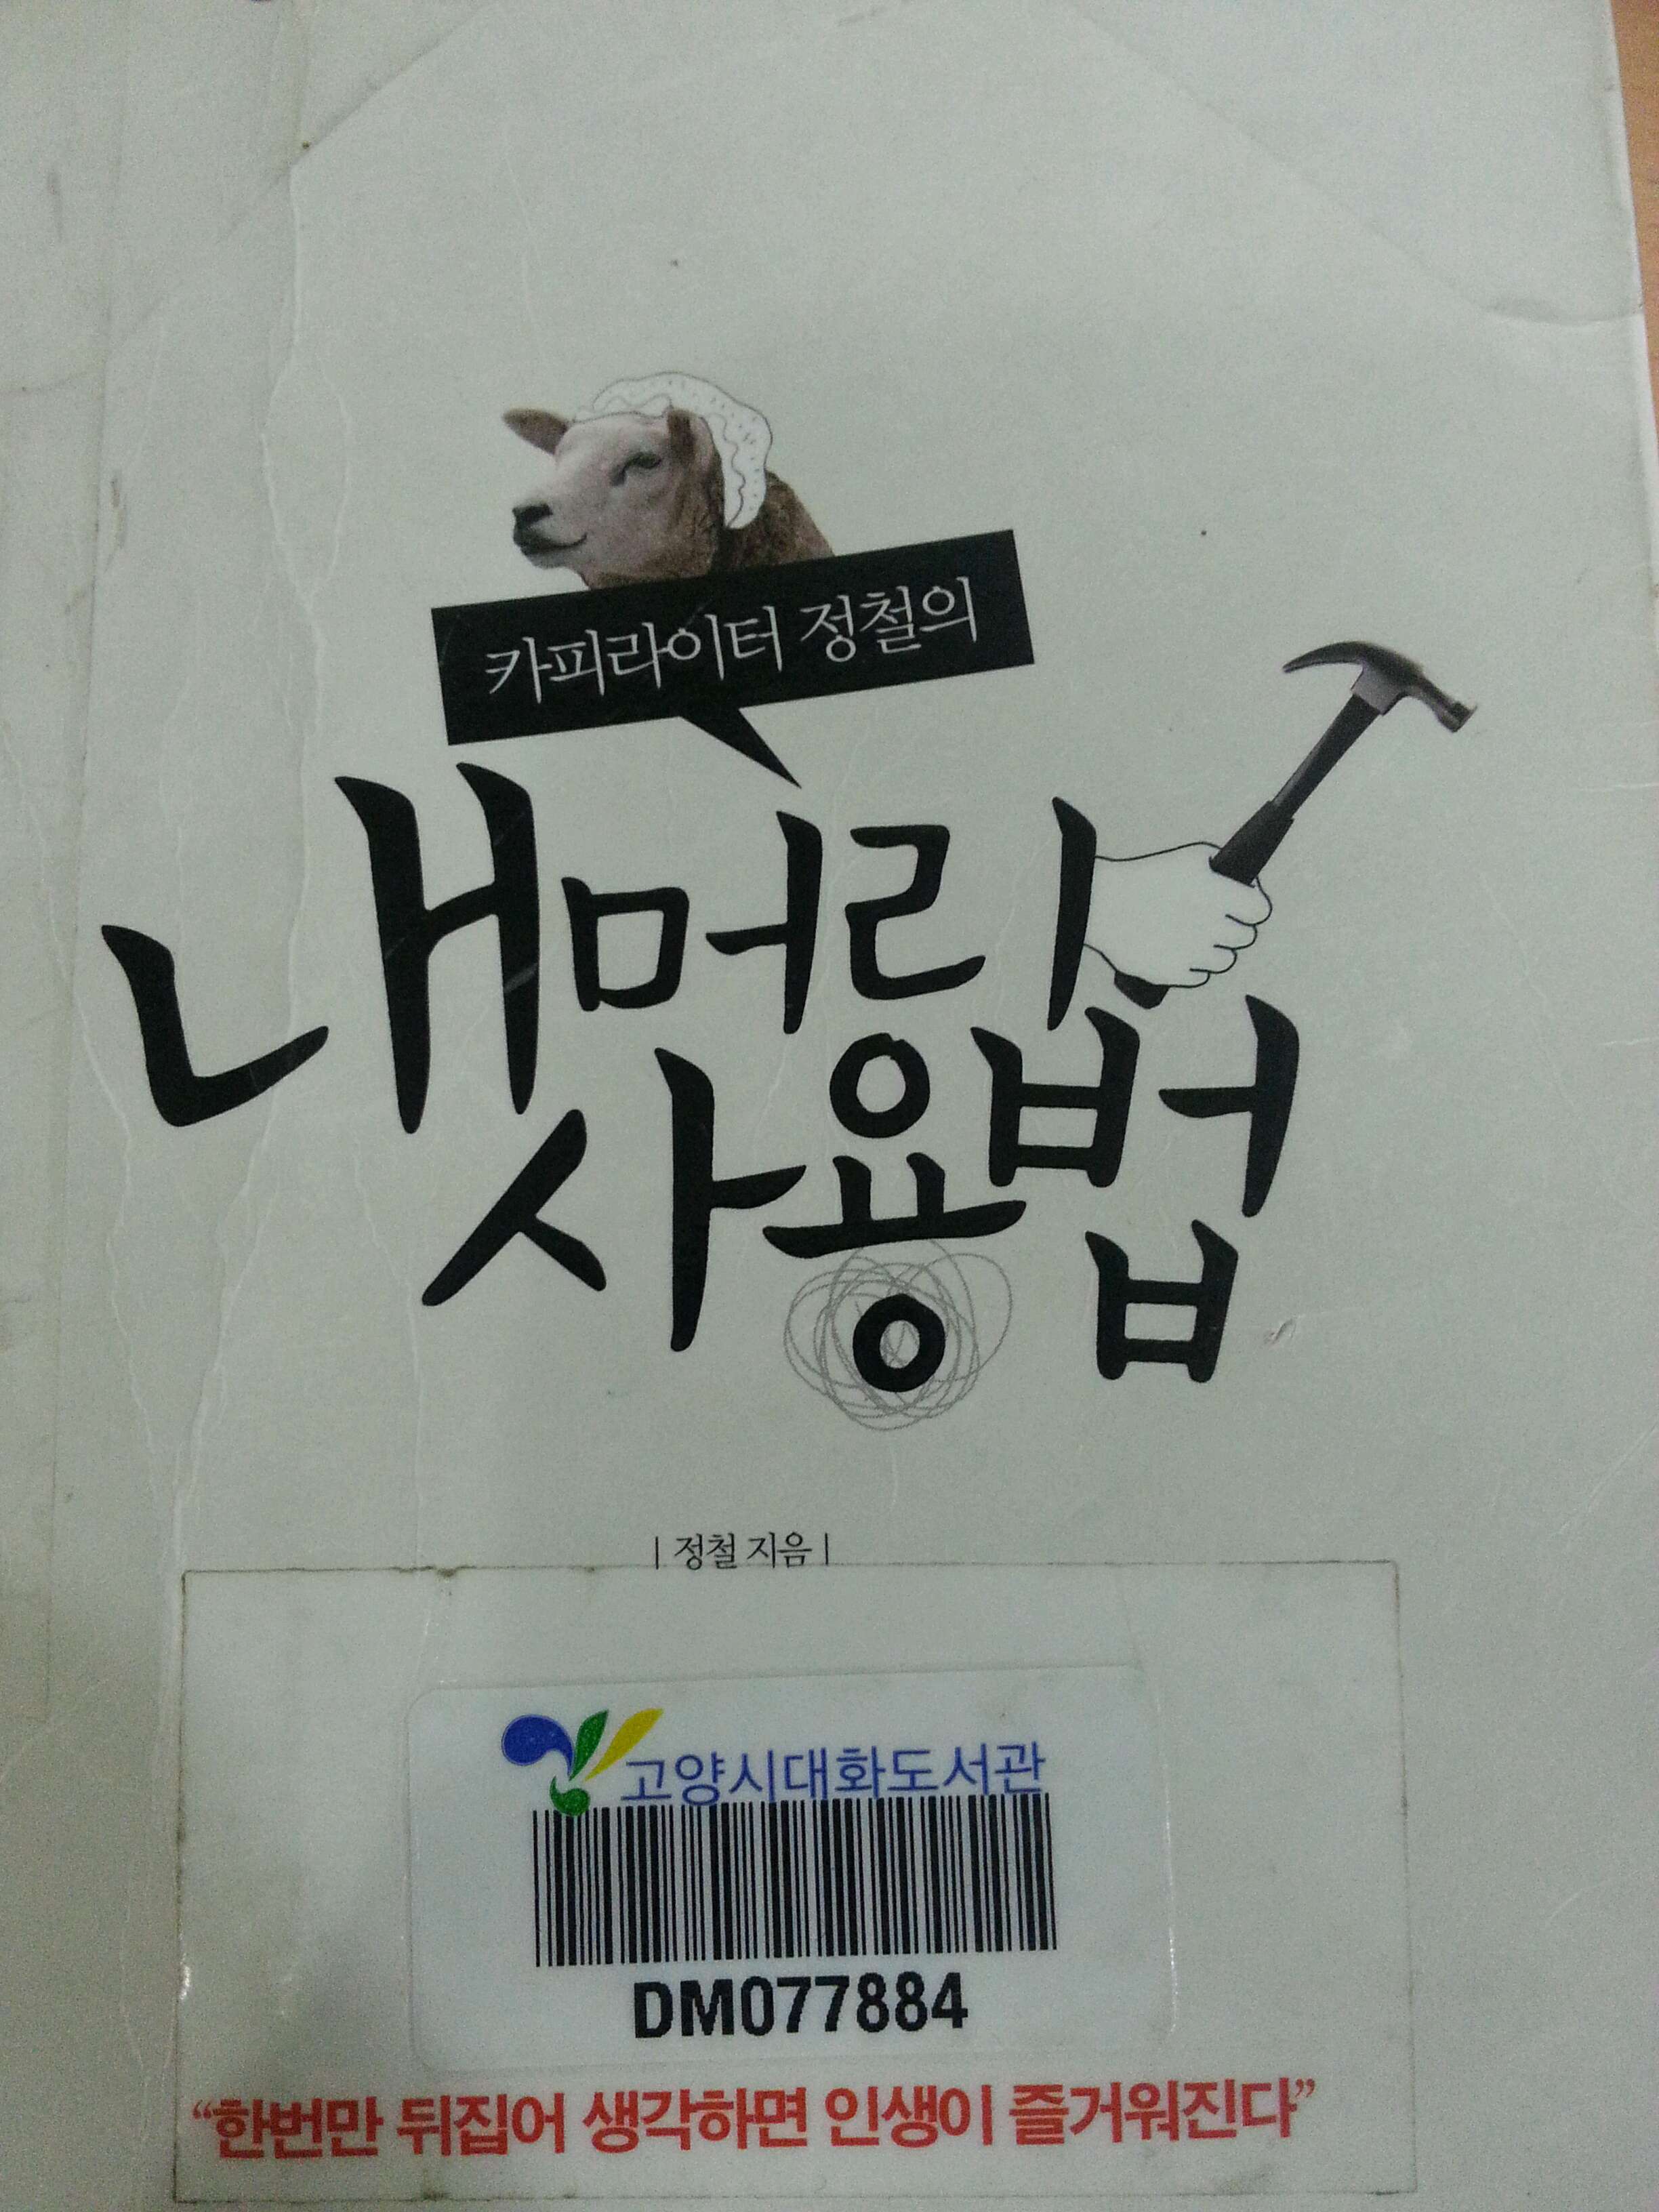 카피라이터 정철의
내 머리
사용법
| 정철 지음 |
고양시대화도서관
DM077884
“한번만 뒤집어 생각하면 인생이 즐거워진다”